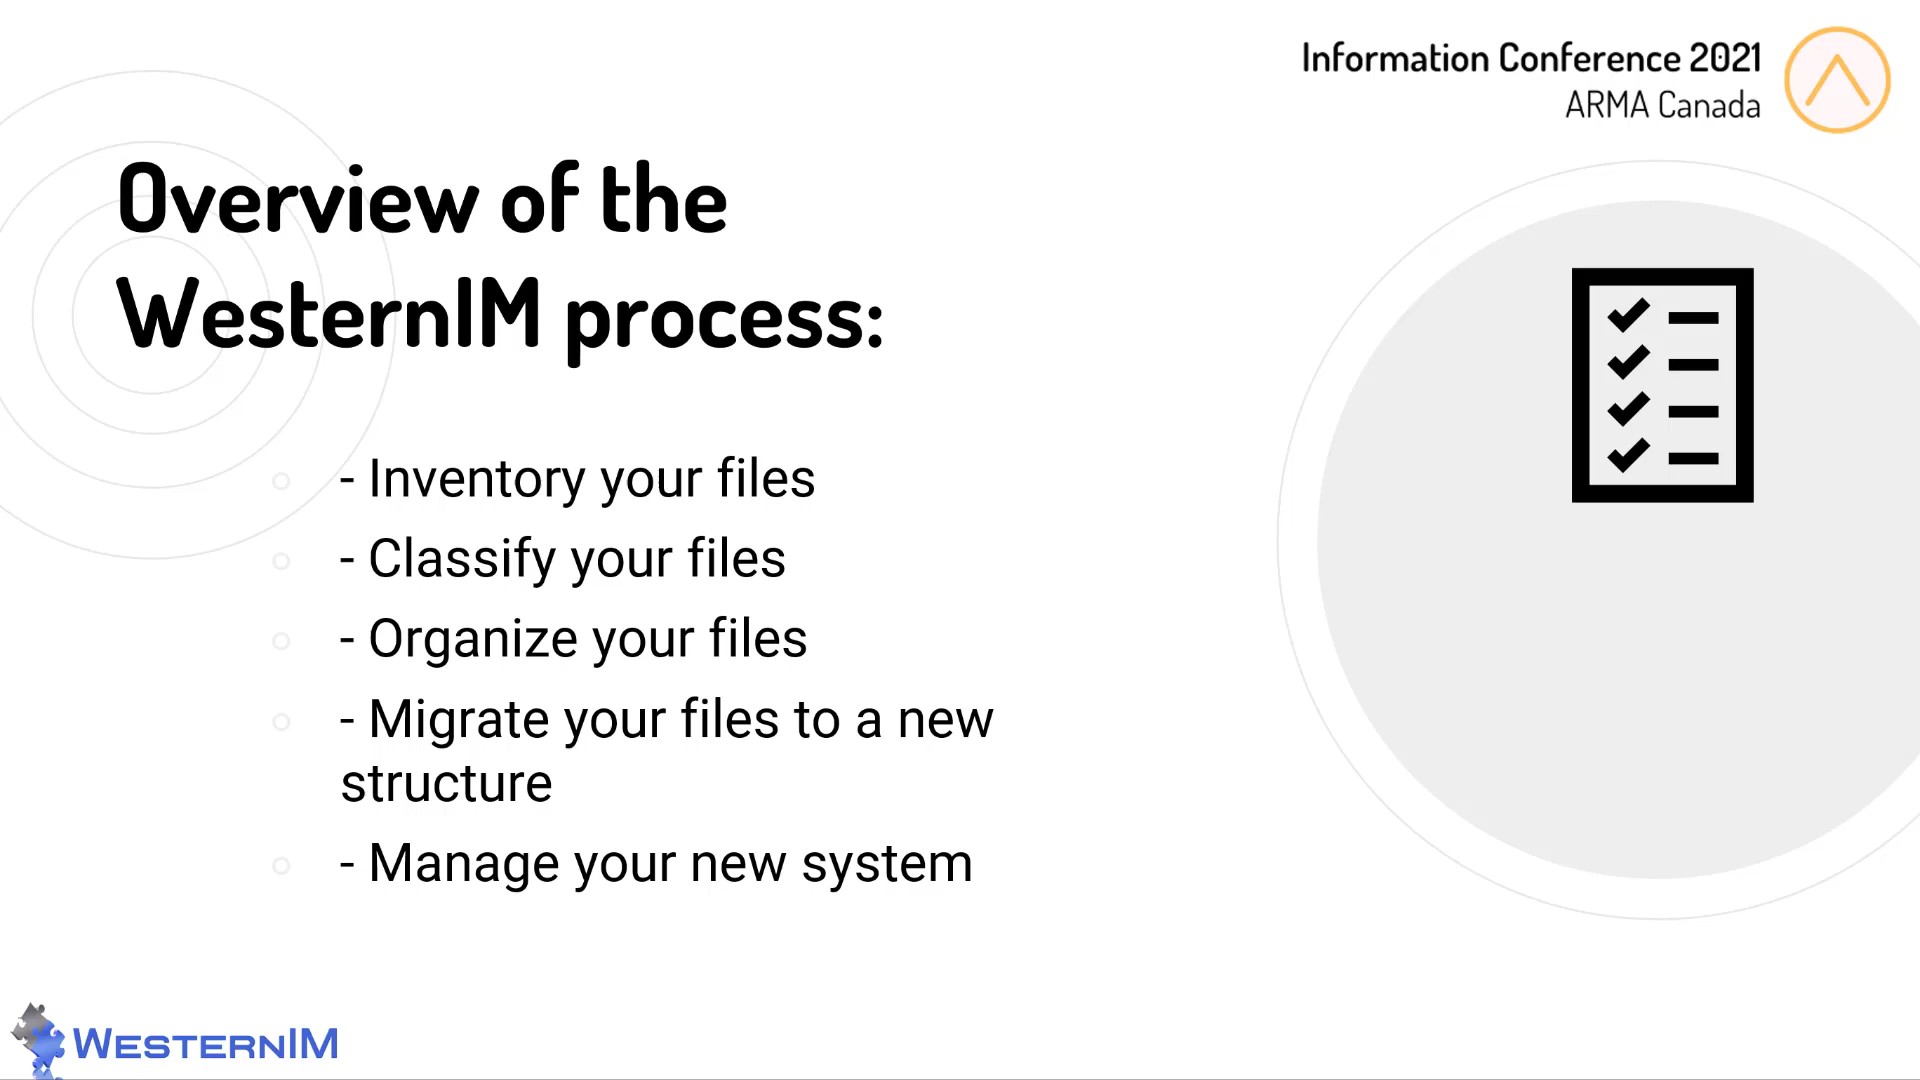 Information Conference 2021
ARMA Canada
Overview of the
WesternIM process:
- Inventory your files
- Classify your files
- Organize your files
- Migrate your files to a new
structure
- Manage your new system
WESTERNIM